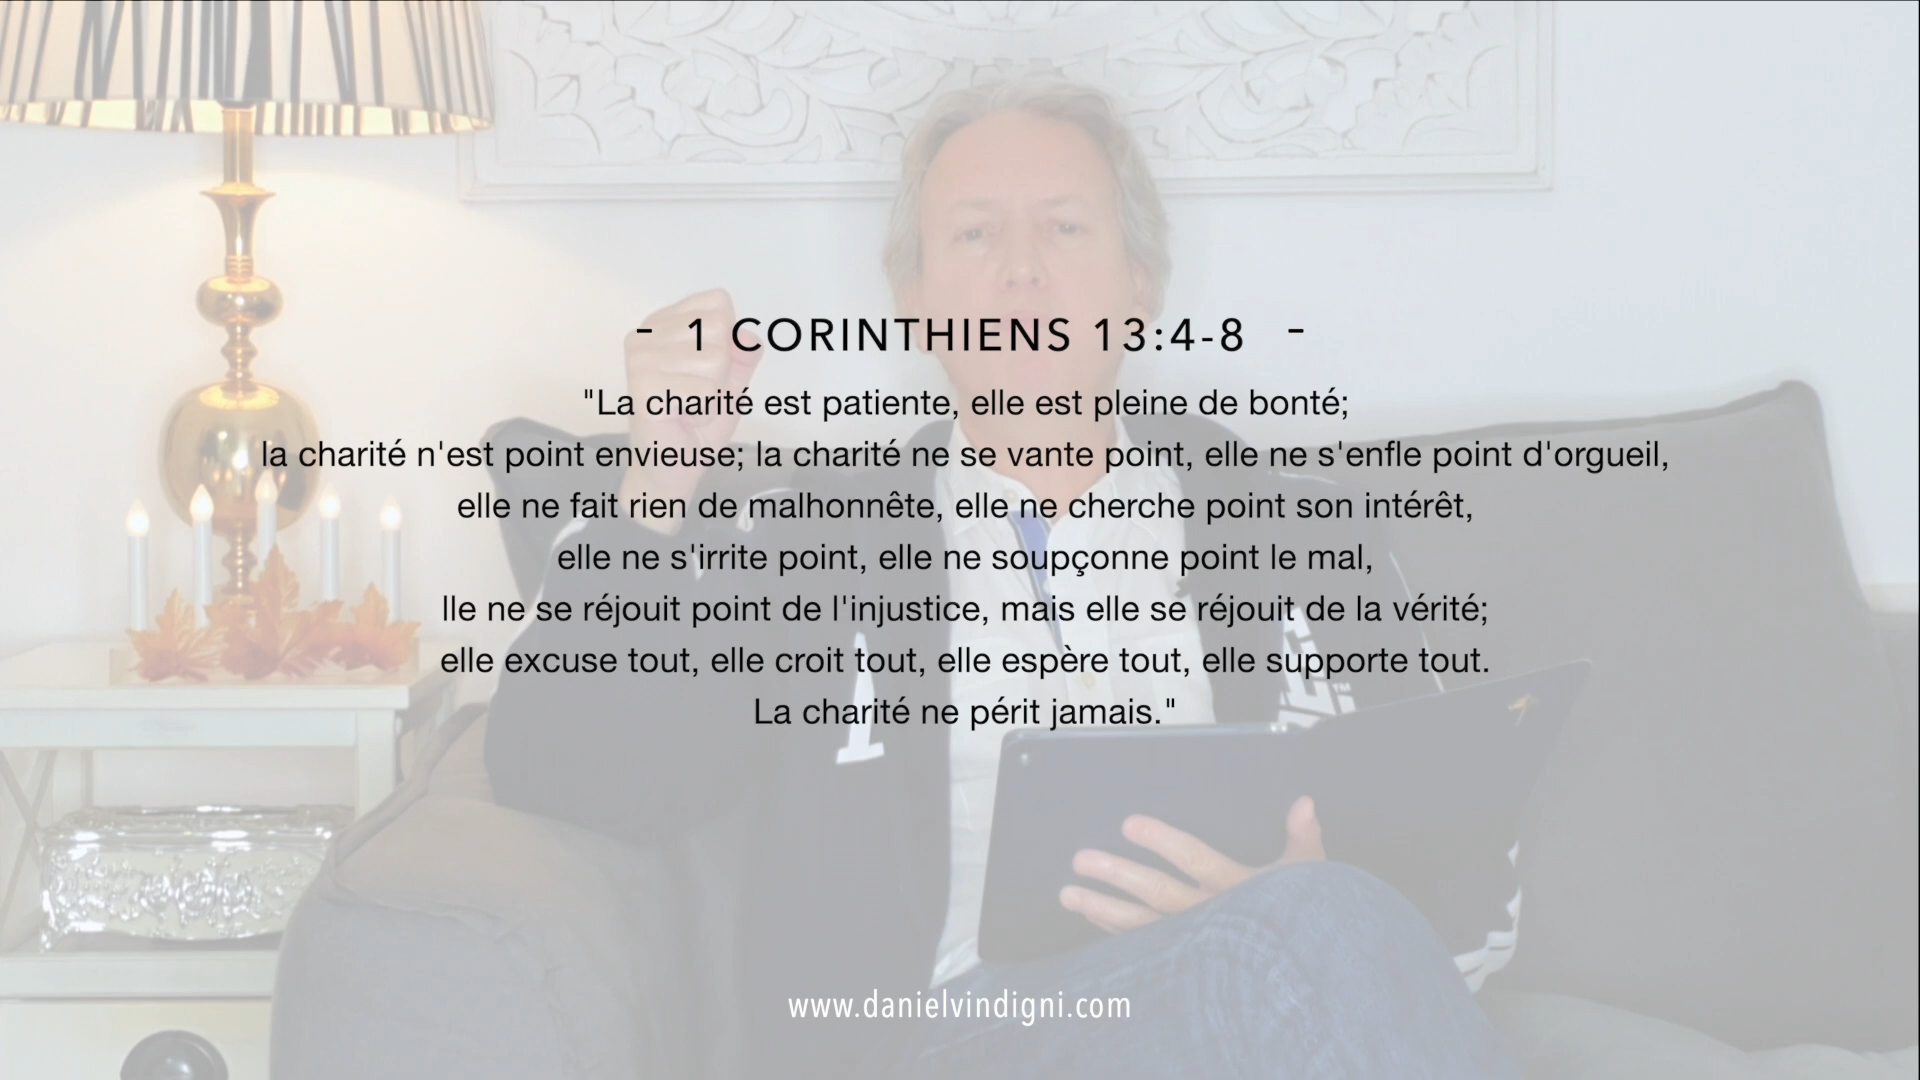 - 1 CORINTHIENS 13:4-8 -
"La charité est patiente, elle est pleine de bonté;
la charité n'est point envieuse; la charité ne se vante point, elle ne s'enfle point d'orgueil,
elle ne fait rien de malhonnête, elle ne cherche point son intérêt,
elle ne s'irrite point, elle ne soupçonne point le mal,
lle ne se réjouit point de l'injustice, mais elle se réjouit de la vérité;
elle excuse tout, elle croit tout, elle espère tout, elle supporte tout.
La charité ne périt jamais."
www.danielvindigni.com